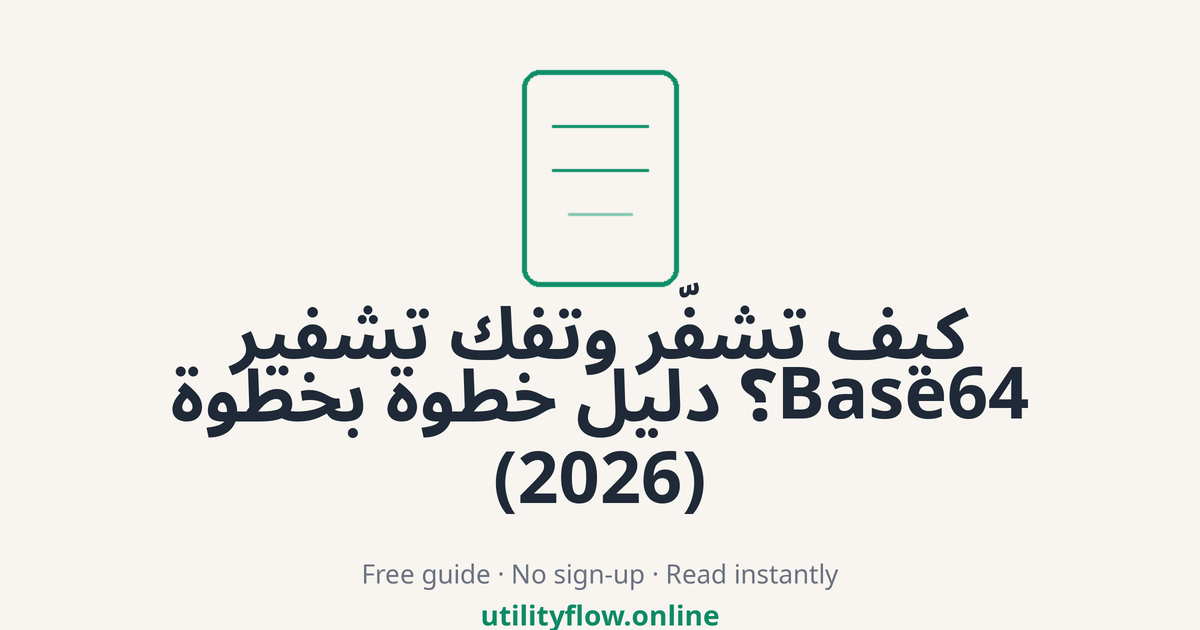 كيف تشفّر وتفك تشفير
Base64؟ دليل خطوة بخطوة
(2026)
Free guide · No sign-up · Read instantly
utilityflow.online